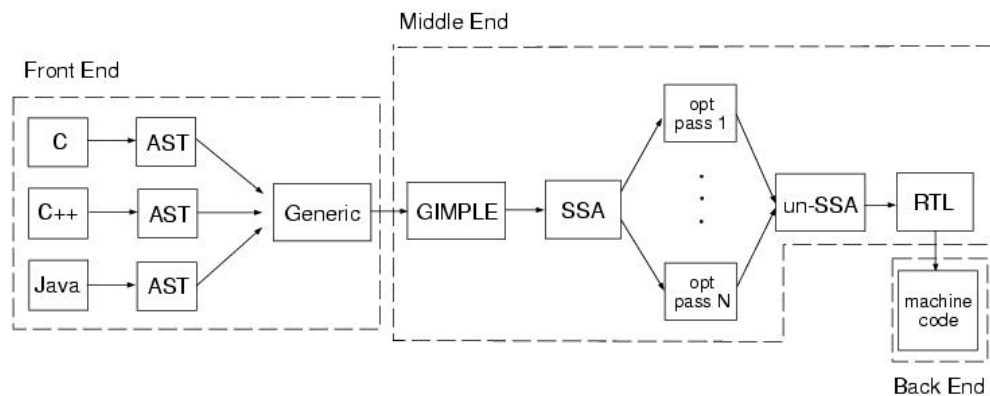 Middle End
Front End
C
AST
C++
AST
Java
AST
Generic
GIMPLE
SSA
opt
pass 1
opt
pass N
un-SSA
RTL
machine
code
Back End